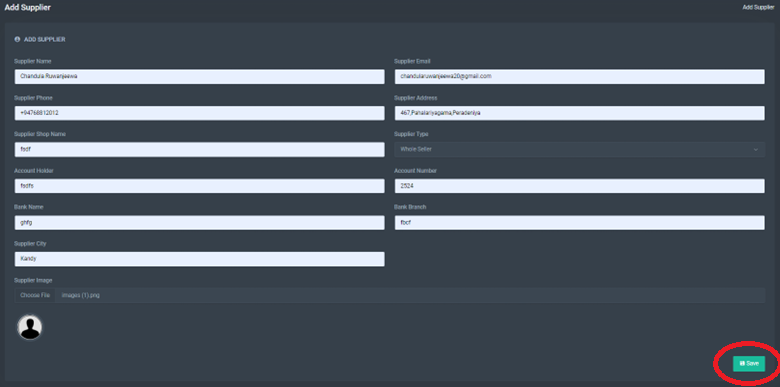 Add Supplier
Add Supplier
ADD SUPPLIER
Supplier Name
Supplier Email
Chandula Ruwanjeewa
chandularuwanjeewa20@gmail.com
Supplier Phone
Supplier Address
+94768812012
467,Pahalariyagama,Peradeniya
Supplier Shop Name
Supplier Type
fsdf
Whole Seller
Account Holder
Account Number
fsdfs
2524
Bank Name
Bank Branch
ghfg
fbcf
Supplier City
Kandy
Supplier Image
Choose File images (1).png
Save